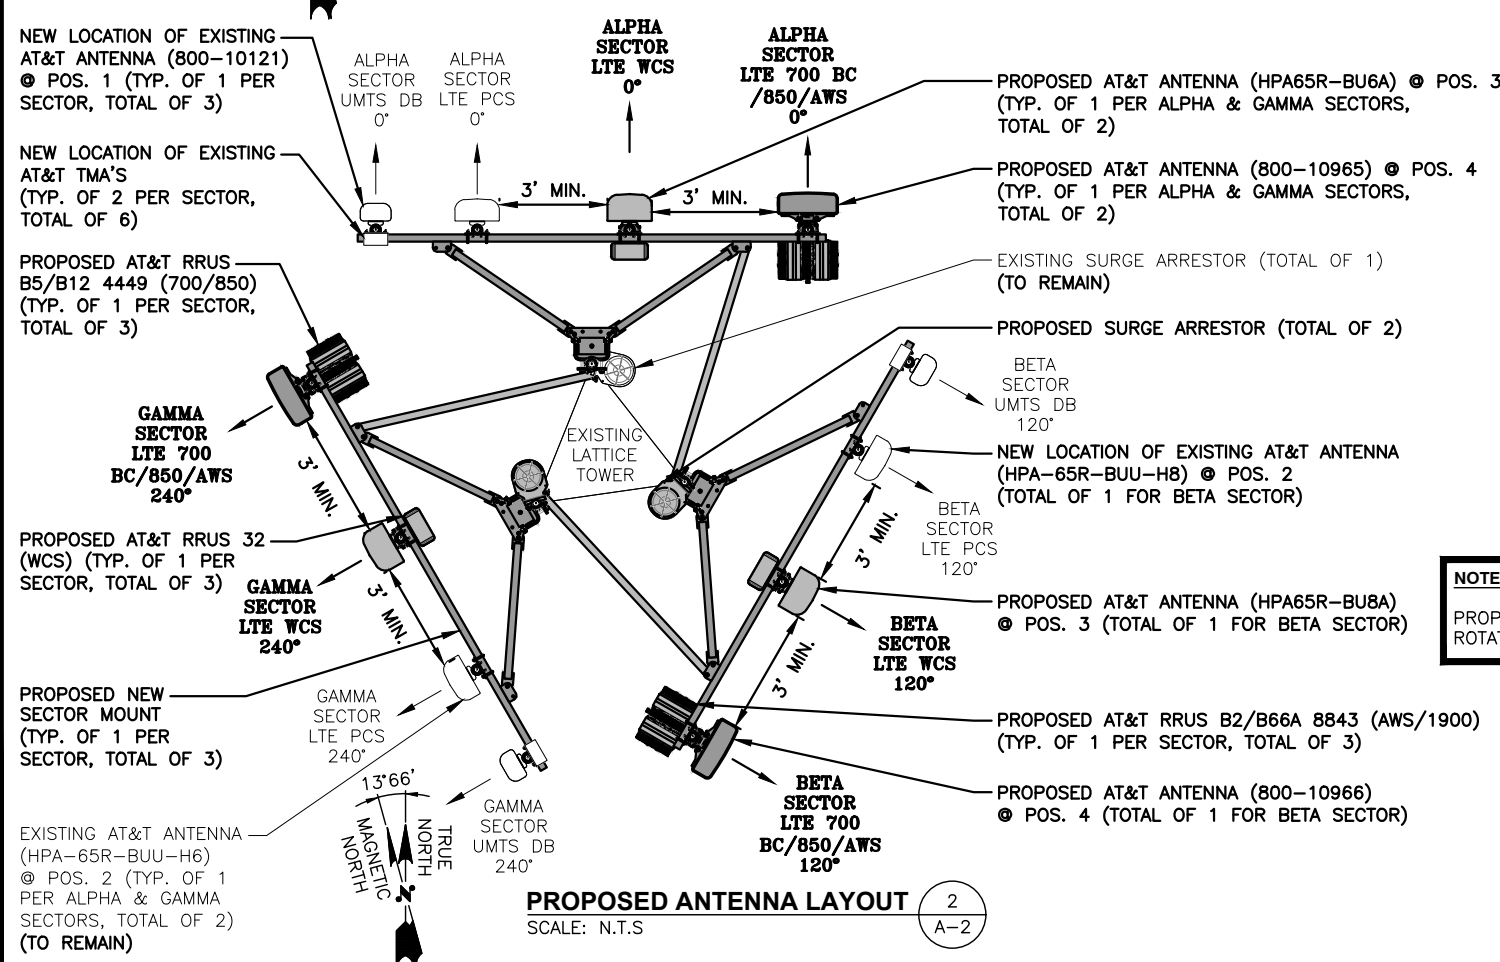 NEW LOCATION OF EXISTING
AT&T ANTENNA (800-10121)
@ POS. 1 (TYP. OF 1 PER
SECTOR, TOTAL OF 3)
NEW LOCATION OF EXISTING
AT&T TMA'S
(TYP. OF 2 PER SECTOR,
TOTAL OF 6)
PROPOSED AT&T RRUS
B5/B12 4449 (700/850)
(TYP. OF 1 PER SECTOR,
TOTAL OF 3)
ALPHA
SECTOR
UMTS DB
0°
ALPHA
SECTOR
LTE PCS
0°
ALPHA
SECTOR
LTE WCS
0°
ALPHA
SECTOR
LTE 700 BC
/850/AWS
0°
3' MIN.
3' MIN.
PROPOSED AT&T ANTENNA (HPA65R-BU6A) @ POS. 3
(TYP. OF 1 PER ALPHA & GAMMA SECTORS,
TOTAL OF 2)
PROPOSED AT&T ANTENNA (800-10965) @ POS. 4
(TYP. OF 1 PER ALPHA & GAMMA SECTORS,
TOTAL OF 2)
EXISTING SURGE ARRESTOR (TOTAL OF 1)
(TO REMAIN)
PROPOSED SURGE ARRESTOR (TOTAL OF 2)
BETA
SECTOR
UMTS DB
120°
NEW LOCATION OF EXISTING AT&T ANTENNA
(HPA-65R-BUU-H8) @ POS. 2
(TOTAL OF 1 FOR BETA SECTOR)
EXISTING
LATTICE
TOWER
GAMMA
SECTOR
LTE 700
BC/850/AWS
240°
3' MIN.
BETA
SECTOR
LTE PCS
120°
3' MIN.
PROPOSED AT&T RRUS 32
(WCS) (TYP. OF 1 PER
SECTOR, TOTAL OF 3)
GAMMA
SECTOR
LTE WCS
240°
3' MIN.
PROPOSED AT&T ANTENNA (HPA65R-BU8A)
@ POS. 3 (TOTAL OF 1 FOR BETA SECTOR)
BETA
SECTOR
LTE WCS
120°
3' MIN.
NOTE
PROP
ROTA
PROPOSED NEW
SECTOR MOUNT
(TYP. OF 1 PER
SECTOR, TOTAL OF 3)
GAMMA
SECTOR
LTE PCS
240°
PROPOSED AT&T RRUS B2/B66A 8843 (AWS/1900)
(TYP. OF 1 PER SECTOR, TOTAL OF 3)
PROPOSED AT&T ANTENNA (800-10966)
@ POS. 4 (TOTAL OF 1 FOR BETA SECTOR)
BETA
SECTOR
LTE 700
BC/850/AWS
120°
GAMMA
SECTOR
UMTS DB
240°
13°66'
MAGNETIC
NORTH
TRUE
NORTH
N
EXISTING AT&T ANTENNA
(HPA-65R-BUU-H6)
@ POS. 2 (TYP. OF 1
PER ALPHA & GAMMA
SECTORS, TOTAL OF 2)
(TO REMAIN)
PROPOSED ANTENNA LAYOUT
SCALE: N.T.S
2
A-2